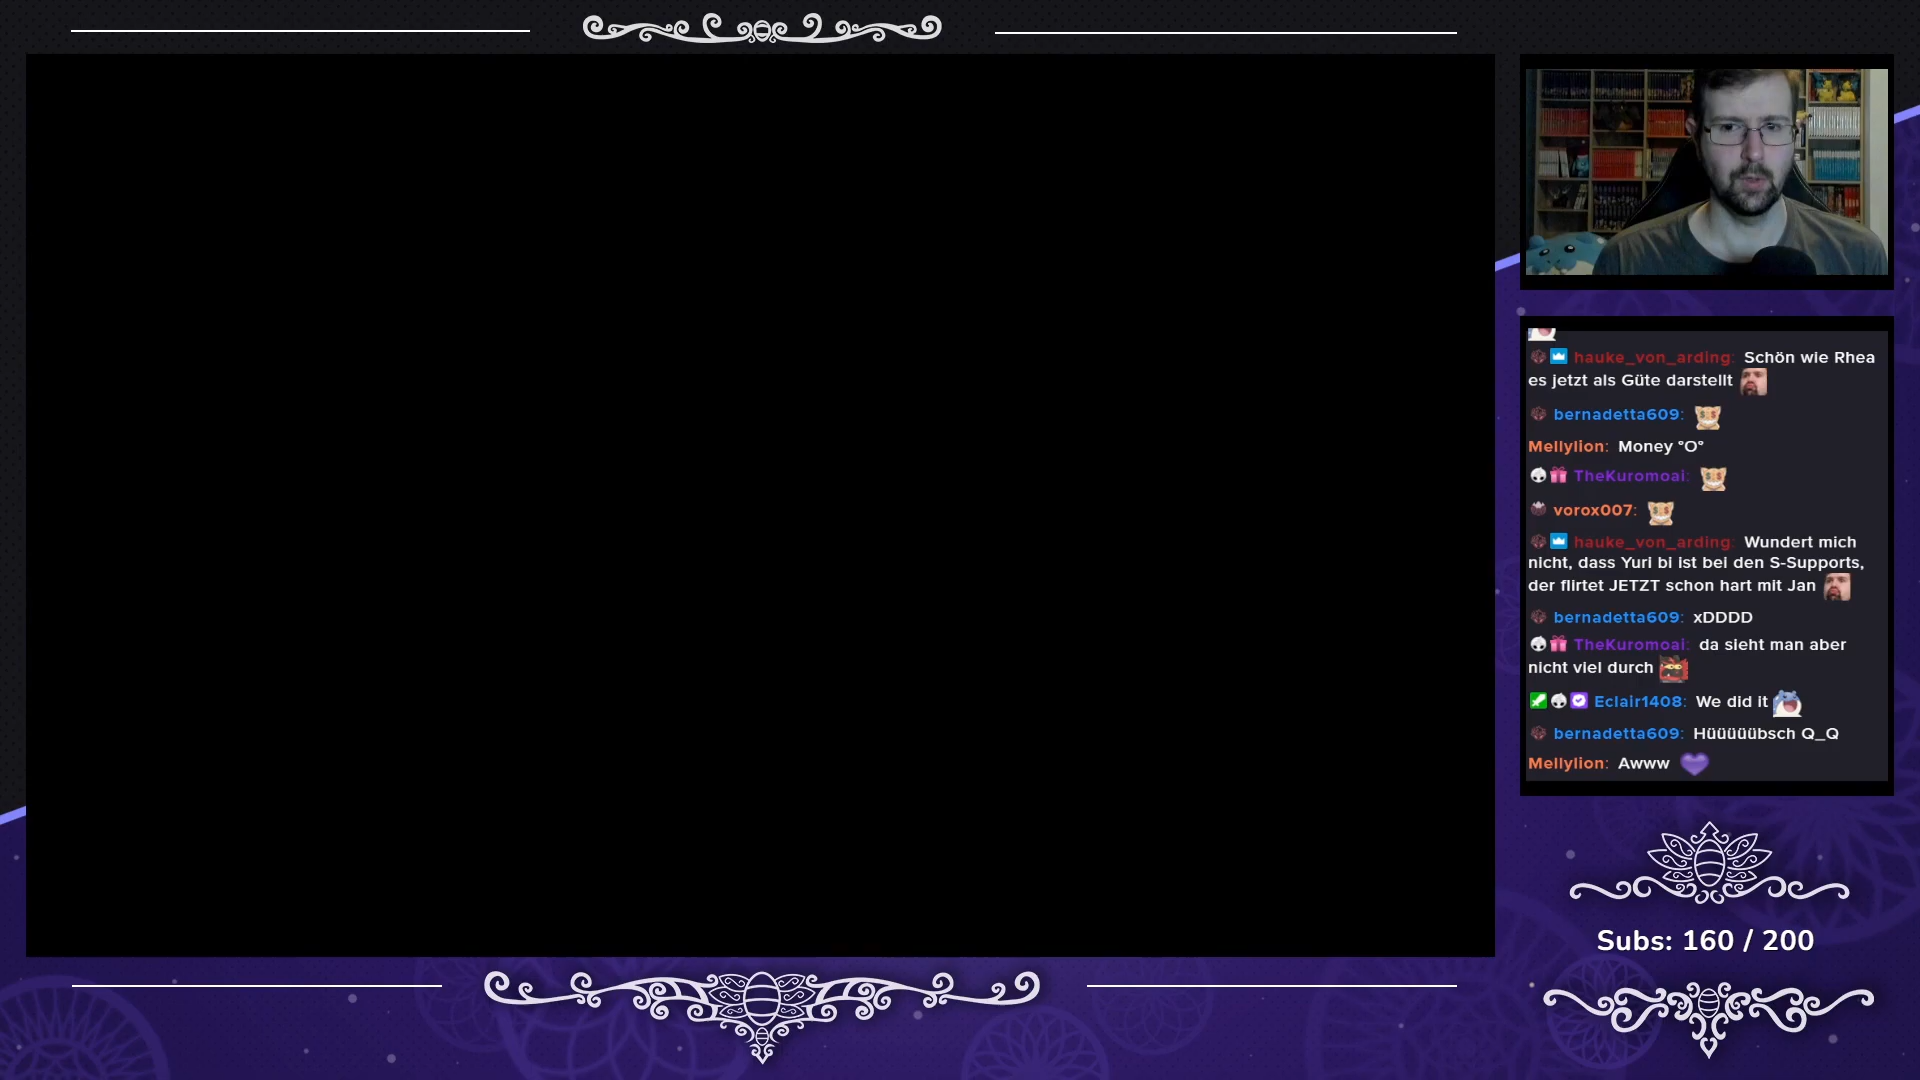 hauke_von_arding: Schön wie Rhea
es jetzt als Güte darstellt
bernadetta609:
Mellylion: Money °O°
TheKuromoai:
vorox007:
hauke_von_arding: Wundert mich
nicht, dass Yuri bi ist bei den S-Supports,
der flirtet JETZT schon hart mit Jan
bernadetta609: xDDDD
TheKuromoai: da sieht man aber
nicht viel durch
Eclair1408: We did it
bernadetta609: Hüüüüübsch Q_Q
Mellylion: Awww
Subs: 160 / 200